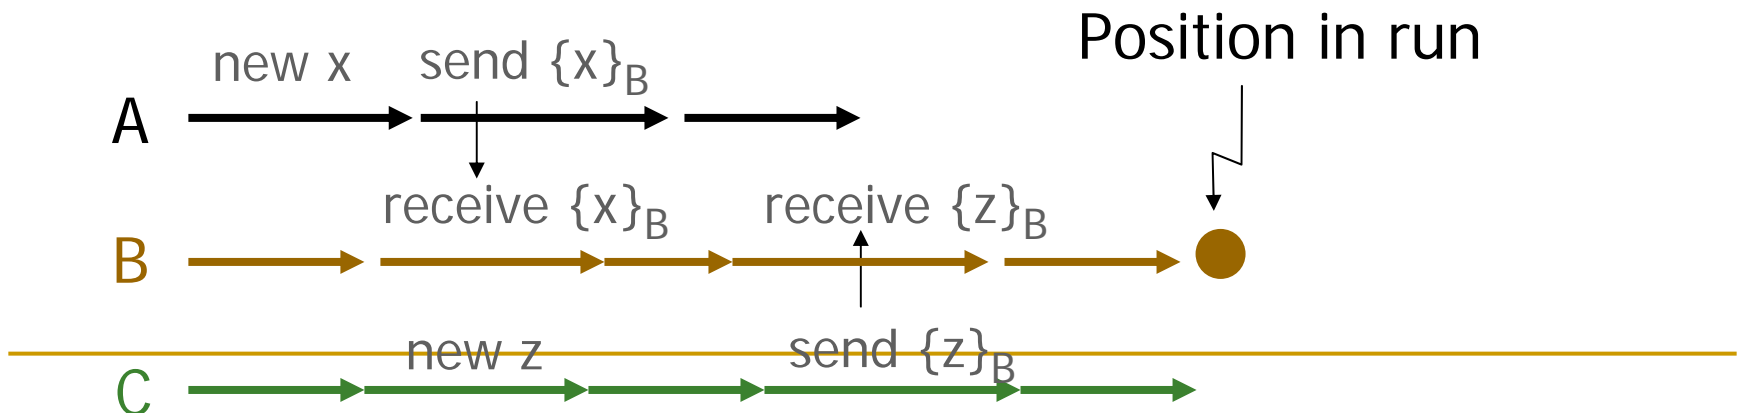 Position in run
new x send {x}B
A
receive {x}B receive {z}B
B
new z send {z}B
C